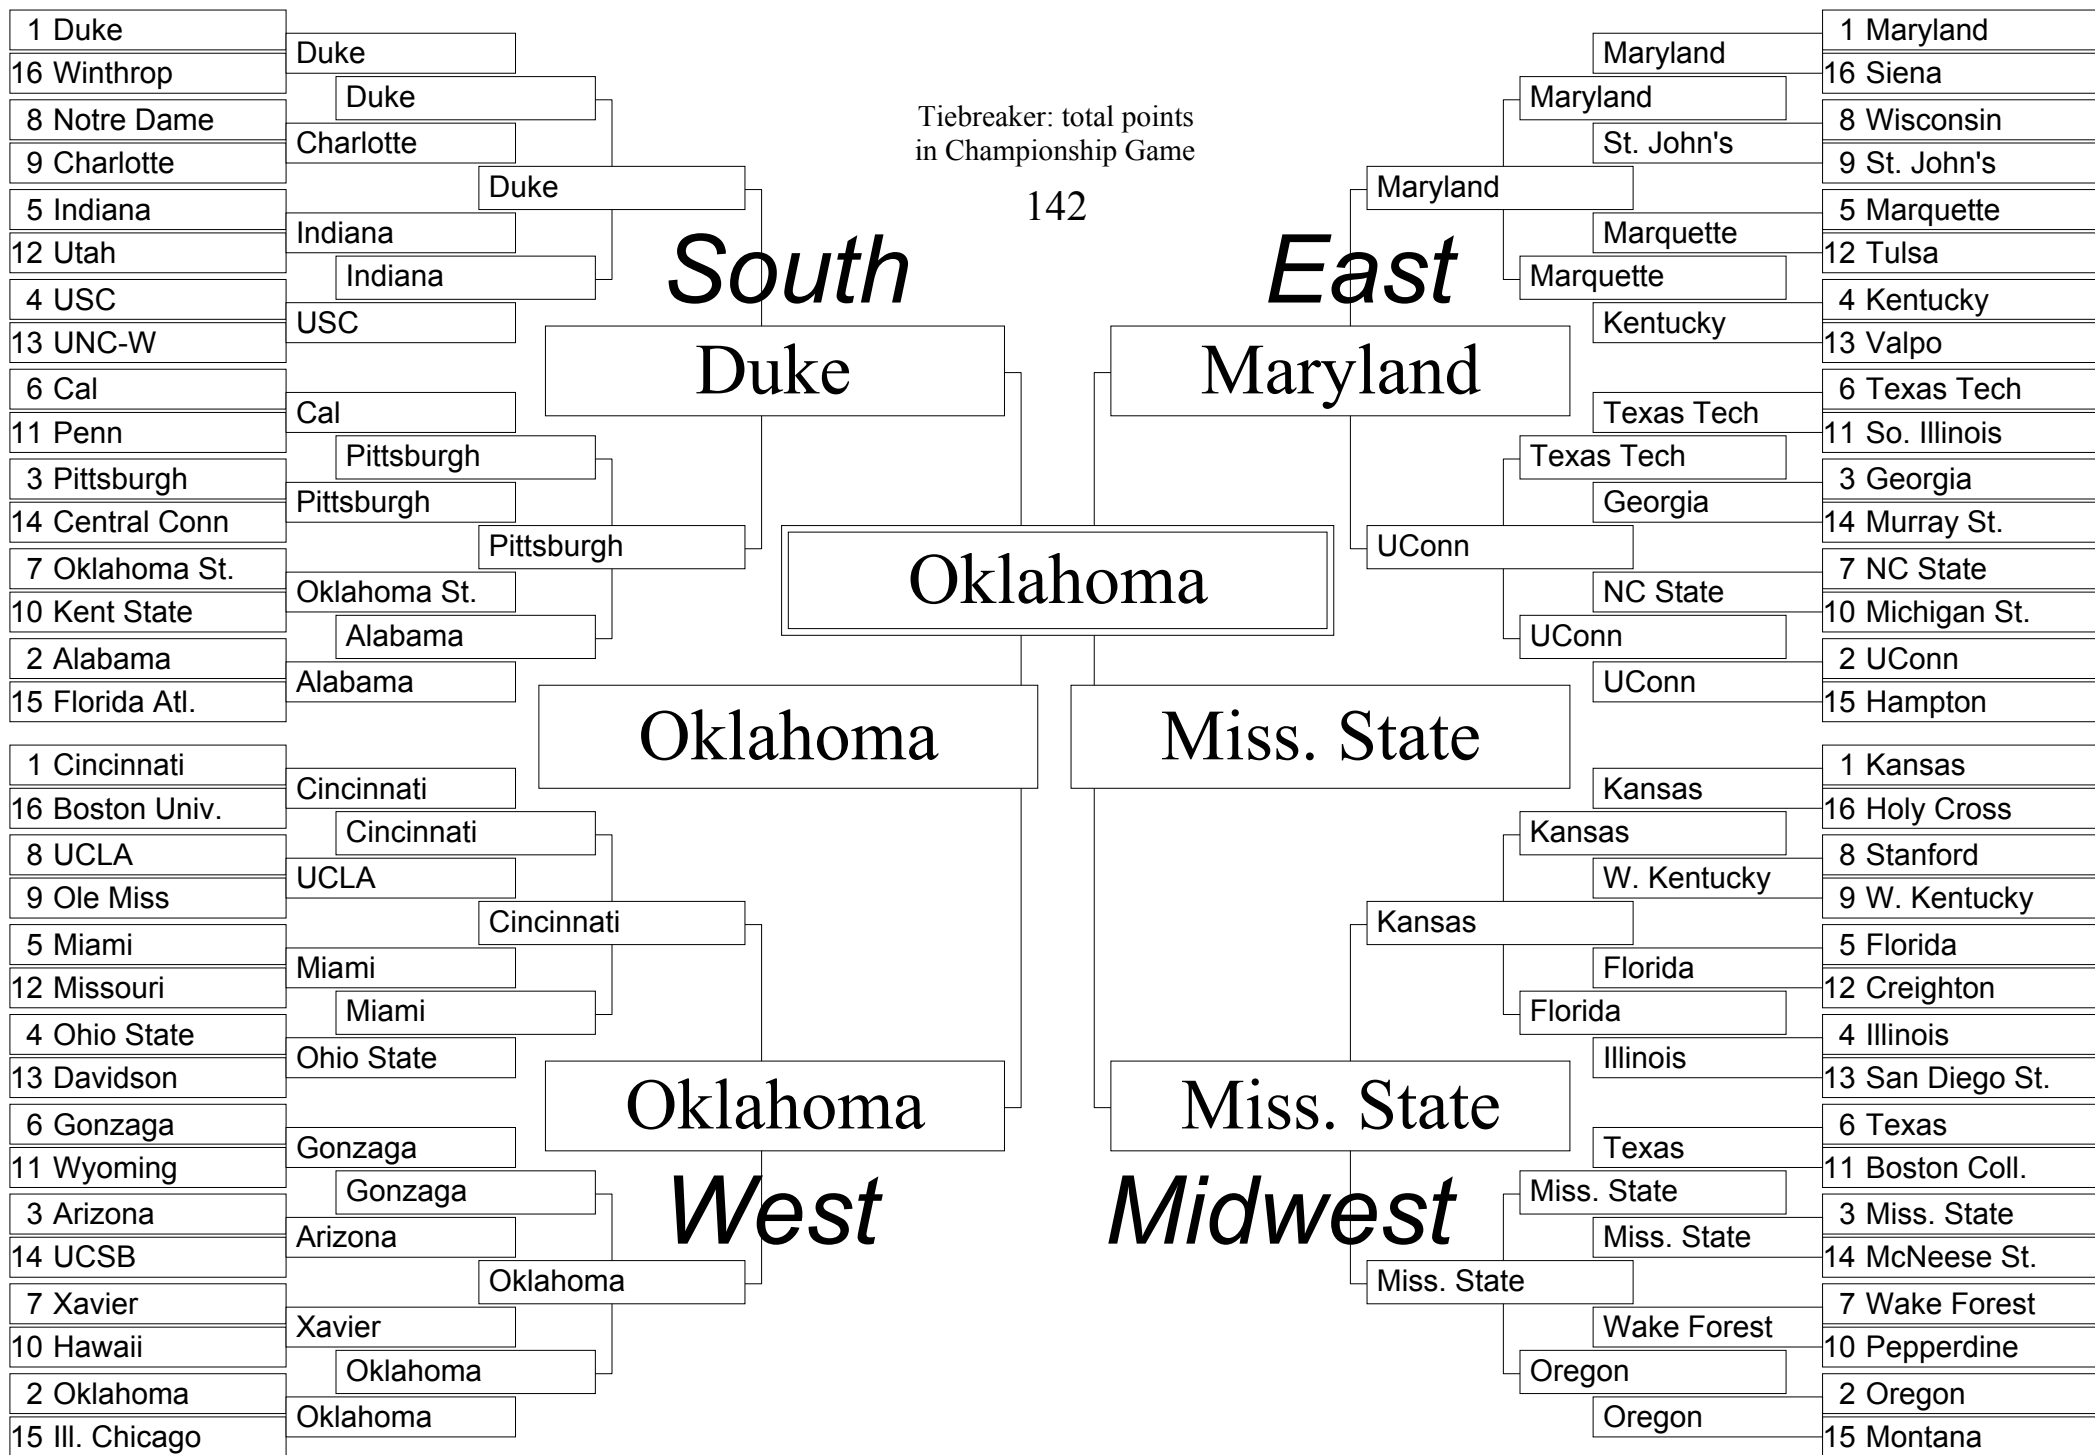 1 Duke
16 Winthrop
8 Notre Dame
9 Charlotte
5 Indiana
12 Utah
4 USC
13 UNC-W
6 Cal
11 Penn
3 Pittsburgh
14 Central Conn
7 Oklahoma St.
10 Kent State
2 Alabama
15 Florida Atl.
1 Cincinnati
16 Boston Univ.
8 UCLA
9 Ole Miss
5 Miami
12 Missouri
4 Ohio State
13 Davidson
6 Gonzaga
11 Wyoming
3 Arizona
14 UCSB
7 Xavier
10 Hawaii
2 Oklahoma
15 Ill. Chicago
Duke
Charlotte
Indiana
USC
Cal
Pittsburgh
Oklahoma St.
Alabama
Cincinnati
UCLA
Miami
Ohio State
Gonzaga
Arizona
Xavier
Oklahoma
Duke
Indiana
Pittsburgh
Alabama
Cincinnati
Miami
Gonzaga
Oklahoma
Duke
Pittsburgh
Cincinnati
Oklahoma
South
Duke
Oklahoma
Oklahoma
West
Tiebreaker: total points
in Championship Game
142
Oklahoma
East
Maryland
Miss. State
Miss. State
Midwest
Maryland
UConn
Kansas
Miss. State
Maryland
Marquette
Texas Tech
UConn
Kansas
Florida
Miss. State
Oregon
Maryland
St. John's
Marquette
Kentucky
Texas Tech
Georgia
NC State
UConn
Kansas
W. Kentucky
Florida
Illinois
Texas
Miss. State
Wake Forest
Oregon
1 Maryland
16 Siena
8 Wisconsin
9 St. John's
5 Marquette
12 Tulsa
4 Kentucky
13 Valpo
6 Texas Tech
11 So. Illinois
3 Georgia
14 Murray St.
7 NC State
10 Michigan St.
2 UConn
15 Hampton
1 Kansas
16 Holy Cross
8 Stanford
9 W. Kentucky
5 Florida
12 Creighton
4 Illinois
13 San Diego St.
6 Texas
11 Boston Coll.
3 Miss. State
14 McNeese St.
7 Wake Forest
10 Pepperdine
2 Oregon
15 Montana